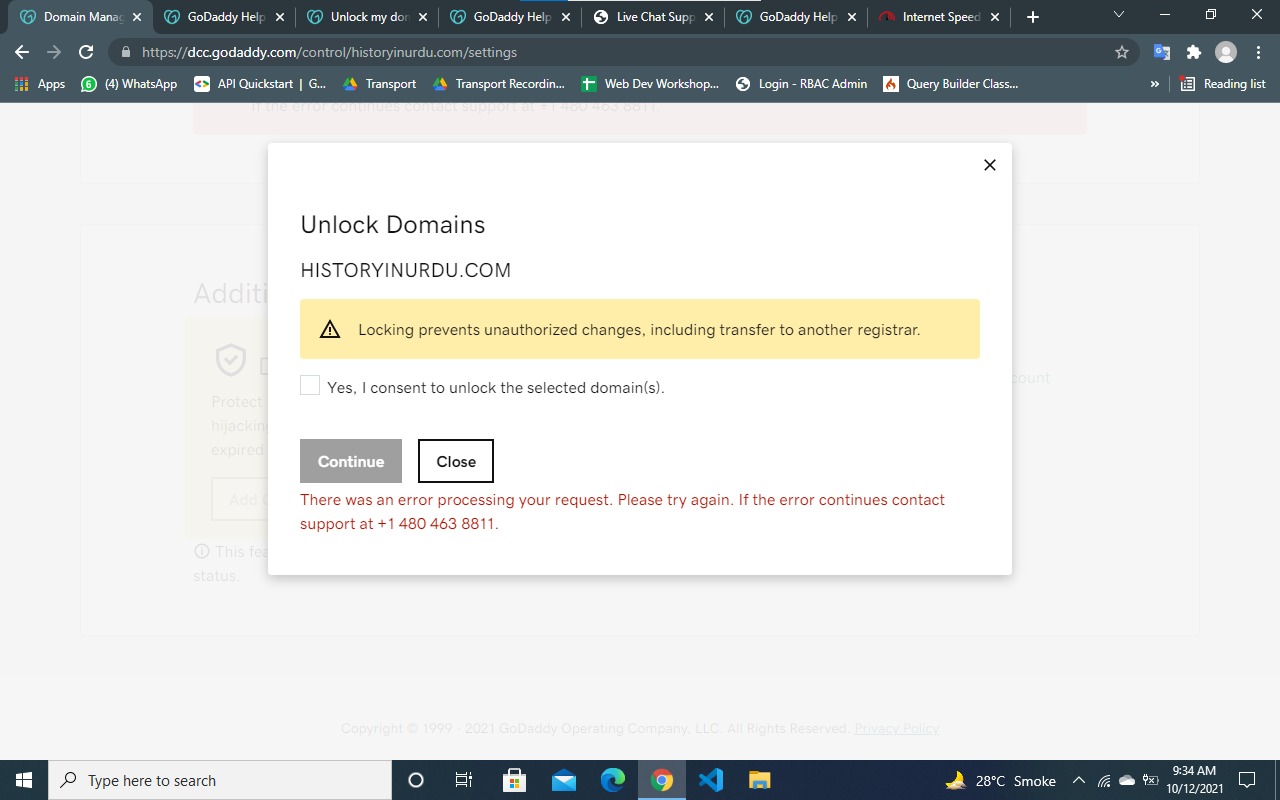 Domain Manag
GoDaddy Help
Unlock my don
GoDaddy Help
Live Chat Supp
GoDaddy Help
Internet Speed
https://dcc.godaddy.com/control/historyinurdu.com/settings
Apps
(4) WhatsApp
API Quickstart | G...
Transport
Transport Recordin...
Web Dev Workshop...
Login - RBAC Admin
Query Builder Class...
»
Reading list
If the error continues contact support at +1 480 463 8811.
Unlock Domains
HISTORYINURDU.COM
Locking prevents unauthorized changes, including transfer to another registrar.
Yes, I consent to unlock the selected domain(s).
Continue
Close
There was an error processing your request. Please try again. If the error continues contact
support at +1 480 463 8811.
Additi
D
Protect
hijackin
expired
Add
count
This fea
status.
Copyright © 1999 - 2021 GoDaddy Operating Company, LLC. All Rights Reserved. Privacy Policy
Type here to search
28°C Smoke
9:34 AM
10/12/2021